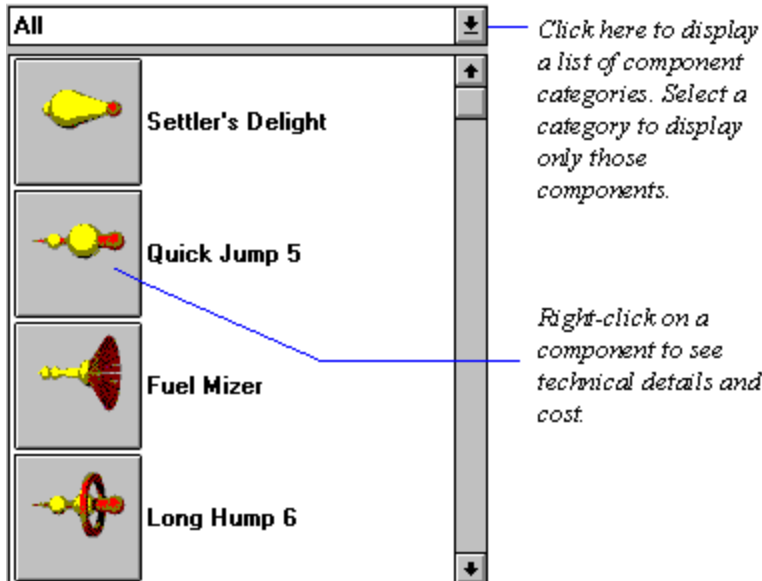 All
Click here to display
a list of component
categories. Select a
category to display
only those
components.
Settler's Delight
Quick Jump 5
Right-click on a
component to see
technical details and
cost.
Fuel Mizer
Long Hump 6